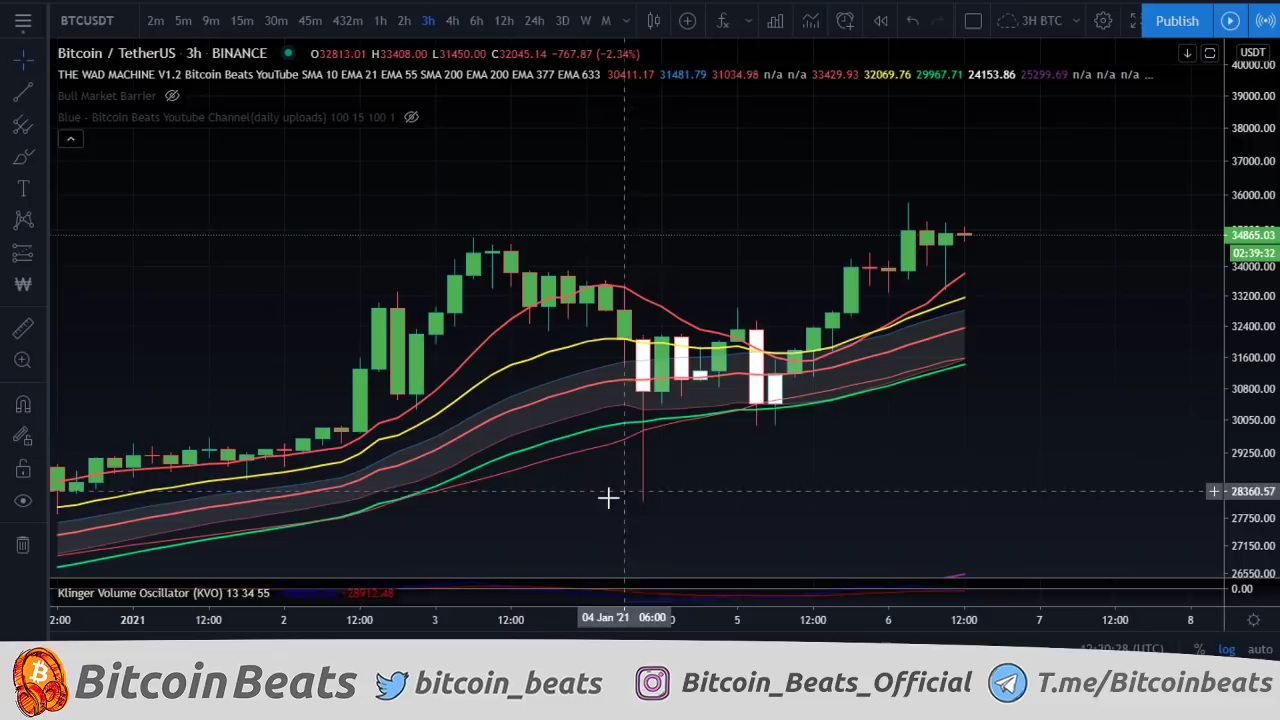 BTCUSDT 2m 5m 9m 15m 30m 45m 432m 1h 2h 3h 4h 6h 12h 24h 3D W M 3H BTC Publish
Bitcoin / TetherUS · 3h · BINANCE O32813.01 H33408.00 L31450.00 C32045.14 -767.87 (-2.34%) USDT
THE WAD MACHINE V1.2 Bitcoin Beats YouTube SMA 10 EMA 21 EMA 55 SMA 200 EMA 200 EMA 377 EMA 633 30411.17 31481.79 31034.98 n/a n/a 33429.93 32069.76 29967.71 24153.86 25299.69 n/a n/a n/a ...
Bull Market Barrier
Blue - Bitcoin Beats Youtube Channel(daily uploads) 100 15 100 1
40000.00
39000.00
38000.00
37000.00
36000.00
34865.03
02:39:32
34000.00
33200.00
32400.00
31600.00
30800.00
30050.00
29250.00
28360.57
27750.00
27150.00
26550.00
Klinger Volume Oscillator (KVO) 13 34 55 -28912.48 0.00
2:00 2021 12:00 2 12:00 3 12:00 04 Jan '21 06:00 5 12:00 6 12:00 7 12:00 8
(UTC) % log auto
Bitcoin Beats bitcoin_beats Bitcoin_Beats_Official T.me/Bitcoinbeats